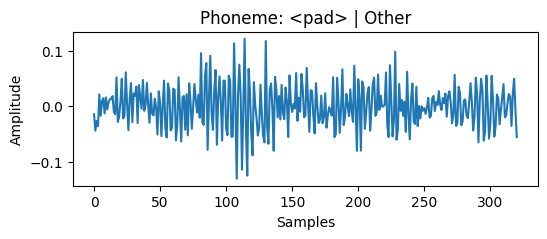 Phoneme: <pad> | Other
Amplitude
0.1
0.0
−0.1
0 50 100 150 200 250 300
Samples